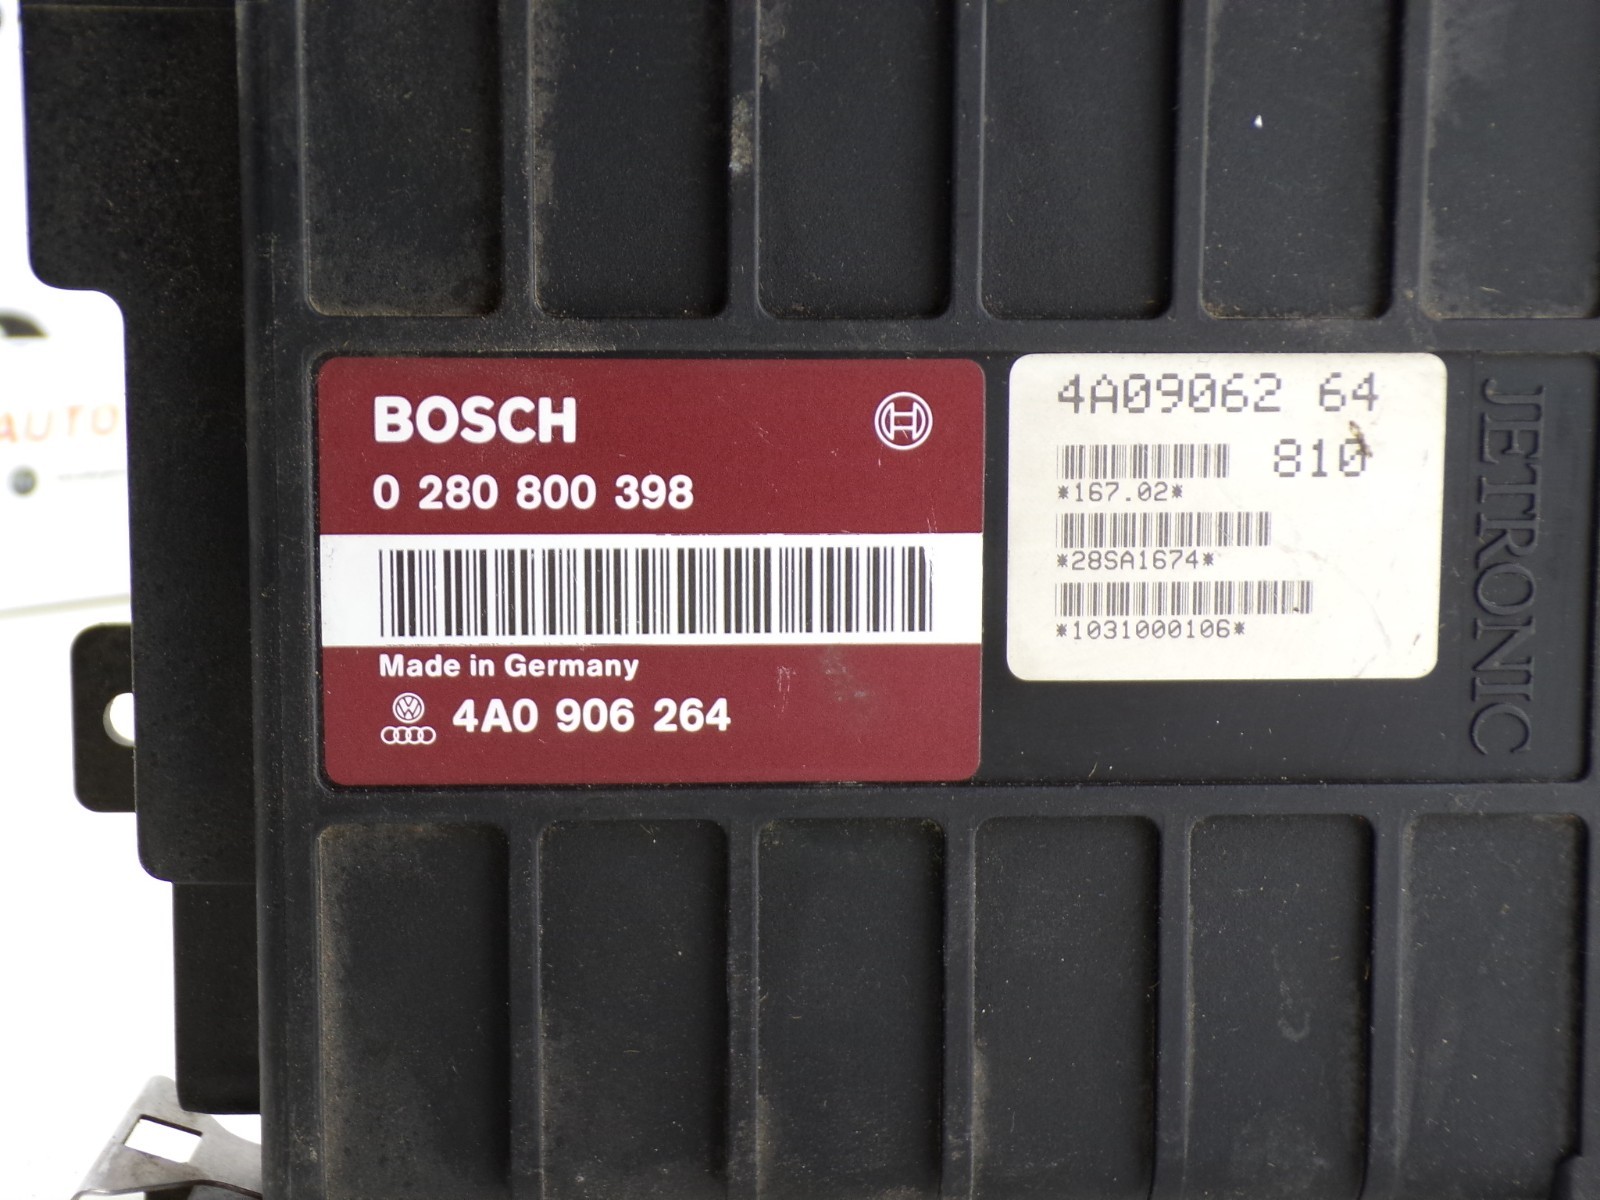 BOSCH
0 280 800 398
Made in Germany
4A0 906 264
4A09062 64
810
*167.02*
*28SA1674*
*1031000106*
JETRONIC
AUTO